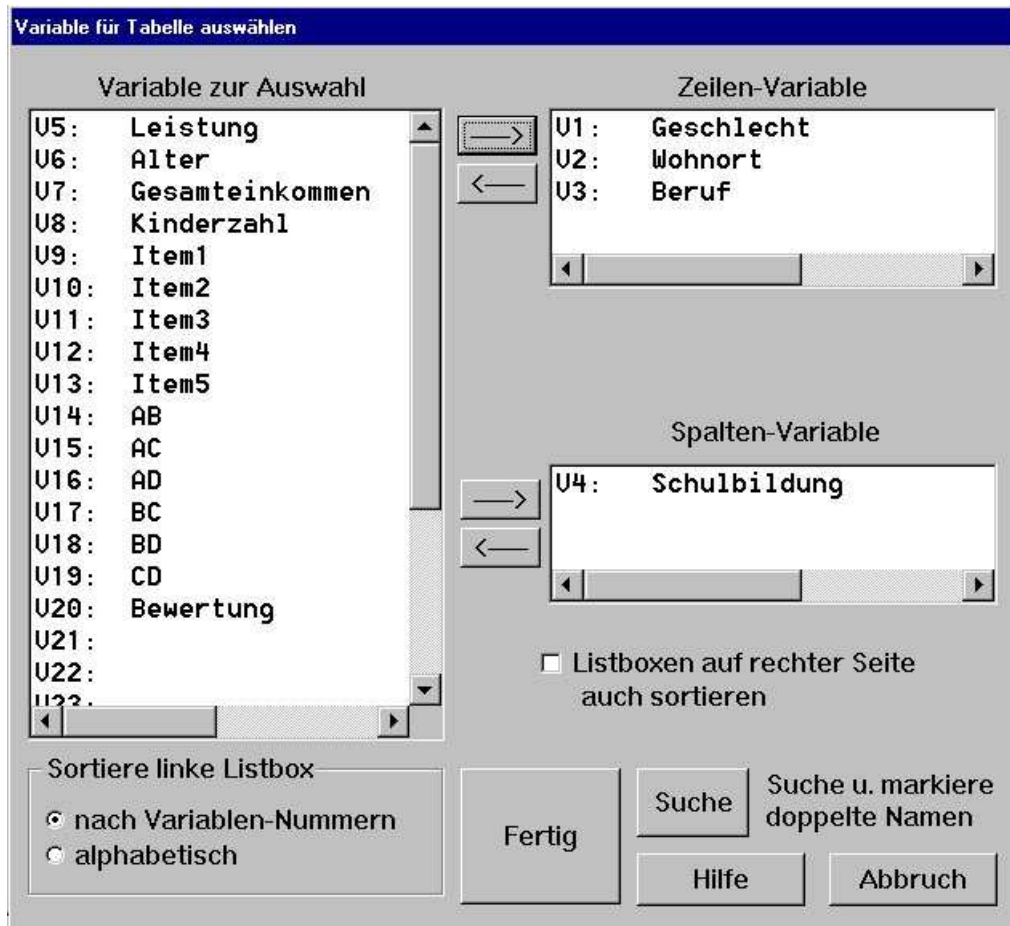 Variable für Tabelle auswählen
Variable zur Auswahl
V5: Leistung
V6: Alter
V7: Gesamteinkommen
V8: Kinderzahl
V9: Item1
V10: Item2
V11: Item3
V12: Item4
V13: Item5
V14: AB
V15: AC
V16: AD
V17: BC
V18: BD
V19: CD
V20: Bewertung
V21:
V22:
V23:
Sortiere linke Listbox
nach Variablen-Nummern
alphabetisch
--->
<---
Zeilen-Variable
V1: Geschlecht
V2: Wohnort
V3: Beruf
--->
<---
Spalten-Variable
V4: Schulbildung
Listboxen auf rechter Seite
auch sortieren
Fertig
Suche
Suche u. markiere
doppelte Namen
Hilfe
Abbruch